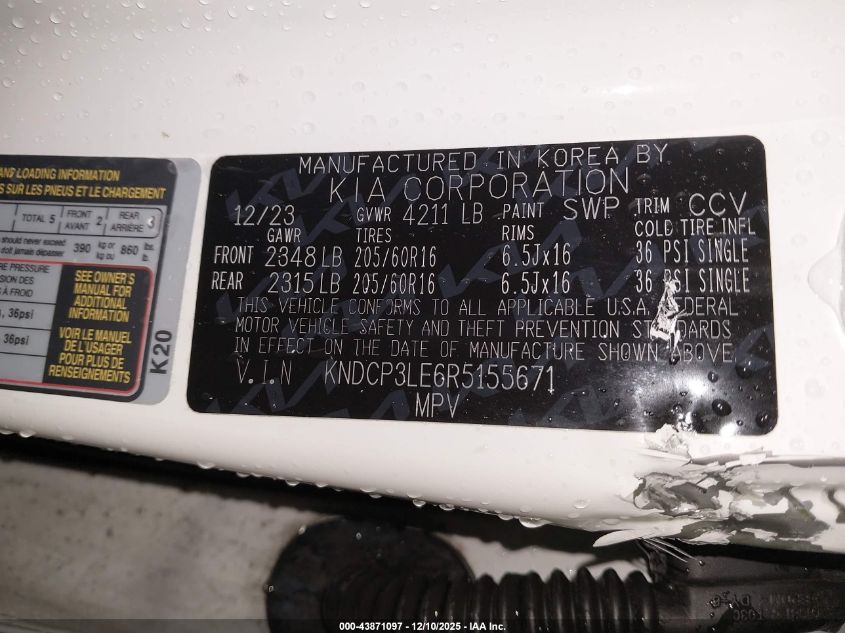 ANS LOADING INFORMATION
S SUR LES PNEUS ET LE CHARGEMENT
TOTAL 5 FRONT AVANT 2 REAR ARRIÈRE 3
should never exceed 390 kg or 860 lbs.
doit jamais dépasser kg ou lb.
RE PRESSURE
SION DES
S À FROID
, 36psi
36psi
SEE OWNER'S
MANUAL FOR
ADDITIONAL
INFORMATION
VOIR LE MANUEL
DE L'USAGER
POUR PLUS DE
RENSEIGNEMENTS
K20
MANUFACTURED IN KOREA BY
KIA CORPORATION
12/23 GVWR 4211 LB PAINT SWP TRIM CCV
GAWR TIRES RIMS COLD TIRE INFL
FRONT 2348 LB 205/60R16 6.5Jx16 36 PSI SINGLE
REAR 2315 LB 205/60R16 6.5Jx16 36 PSI SINGLE
THIS VEHICLE CONFORMS TO ALL APPLICABLE U.S.A. FEDERAL
MOTOR VEHICLE SAFETY AND THEFT PREVENTION STANDARDS
IN EFFECT ON THE DATE OF MANUFACTURE SHOWN ABOVE.
V.I.N KNDCP3LE6R5155671
MPV
000-43871097 - 12/10/2025 - IAA Inc.